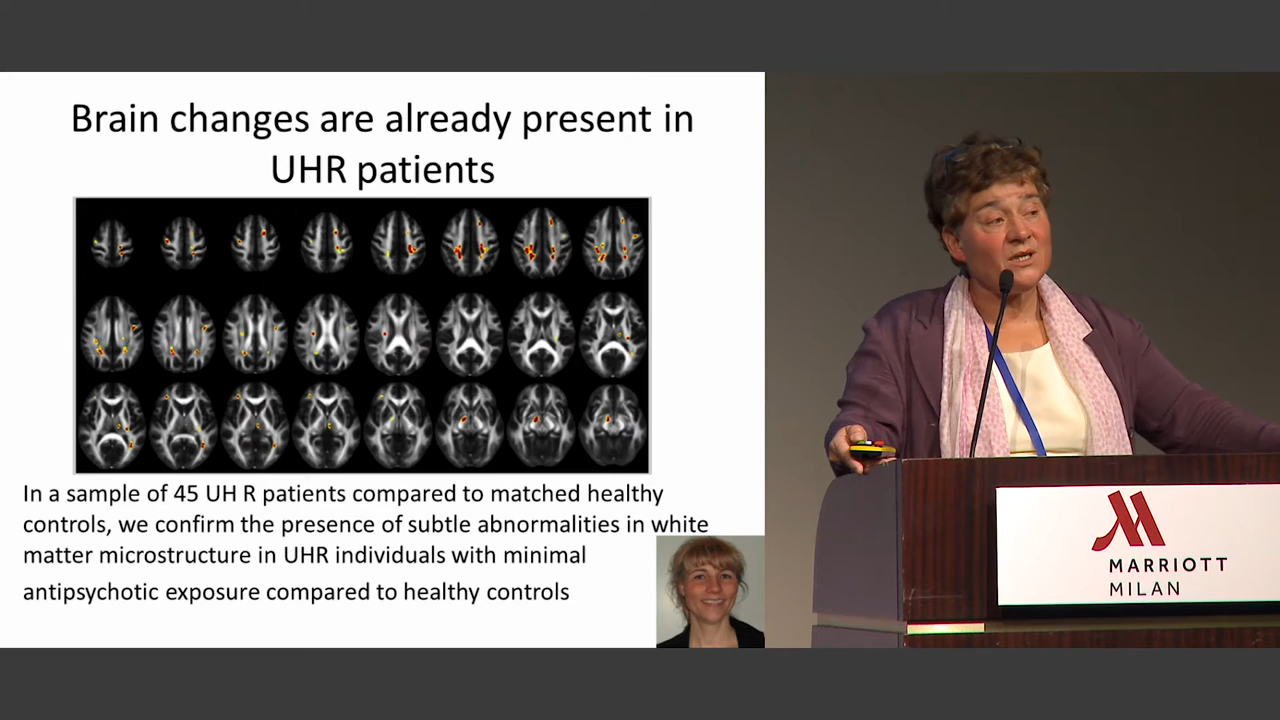 Brain changes are already present in
UHR patients
In a sample of 45 UH R patients compared to matched healthy
controls, we confirm the presence of subtle abnormalities in white
matter microstructure in UHR individuals with minimal
antipsychotic exposure compared to healthy controls
MARRIOTT
MILAN